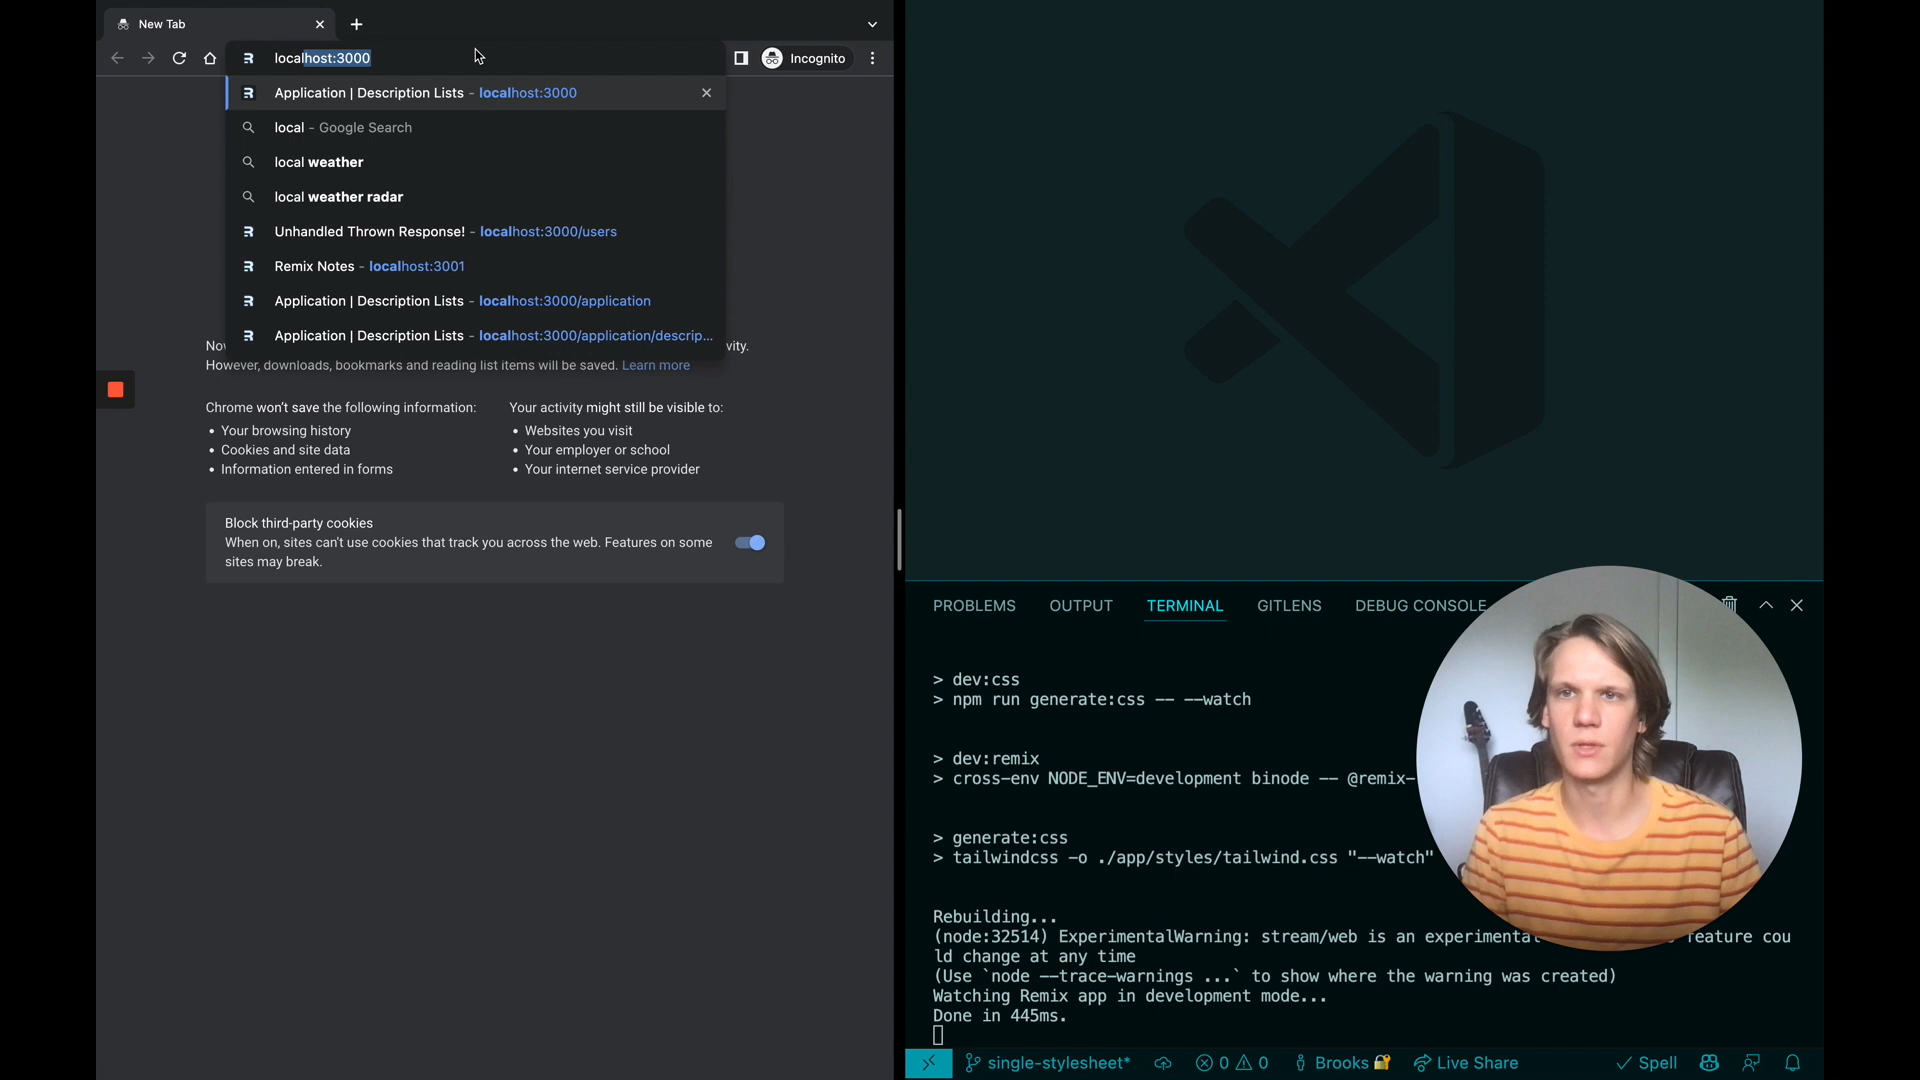 New Tab
localhost:3000
Incognito
Application | Description Lists - localhost:3000
local - Google Search
local weather
local weather radar
Unhandled Thrown Response! - localhost:3000/users
Remix Notes - localhost:3001
Application | Description Lists - localhost:3000/application
Application | Description Lists - localhost:3000/application/descrip...
However, downloads, bookmarks and reading list items will be saved. Learn more
Chrome won't save the following information:
Your browsing history
Cookies and site data
Information entered in forms
Your activity might still be visible to:
Websites you visit
Your employer or school
Your internet service provider
Block third-party cookies
When on, sites can't use cookies that track you across the web. Features on some
sites may break.
PROBLEMS OUTPUT TERMINAL GITLENS DEBUG CONSOLE
> dev:css
> npm run generate:css -- --watch
> dev:remix
> cross-env NODE_ENV=development binode -- @remix-
> generate:css
> tailwindcss -o ./app/styles/tailwind.css "--watch"
Rebuilding...
(node:32514) ExperimentalWarning: stream/web is an experimental feature cou
ld change at any time
(Use `node --trace-warnings ...` to show where the warning was created)
Watching Remix app in development mode...
Done in 445ms.
single-stylesheet* 0 0 Brooks Live Share Spell